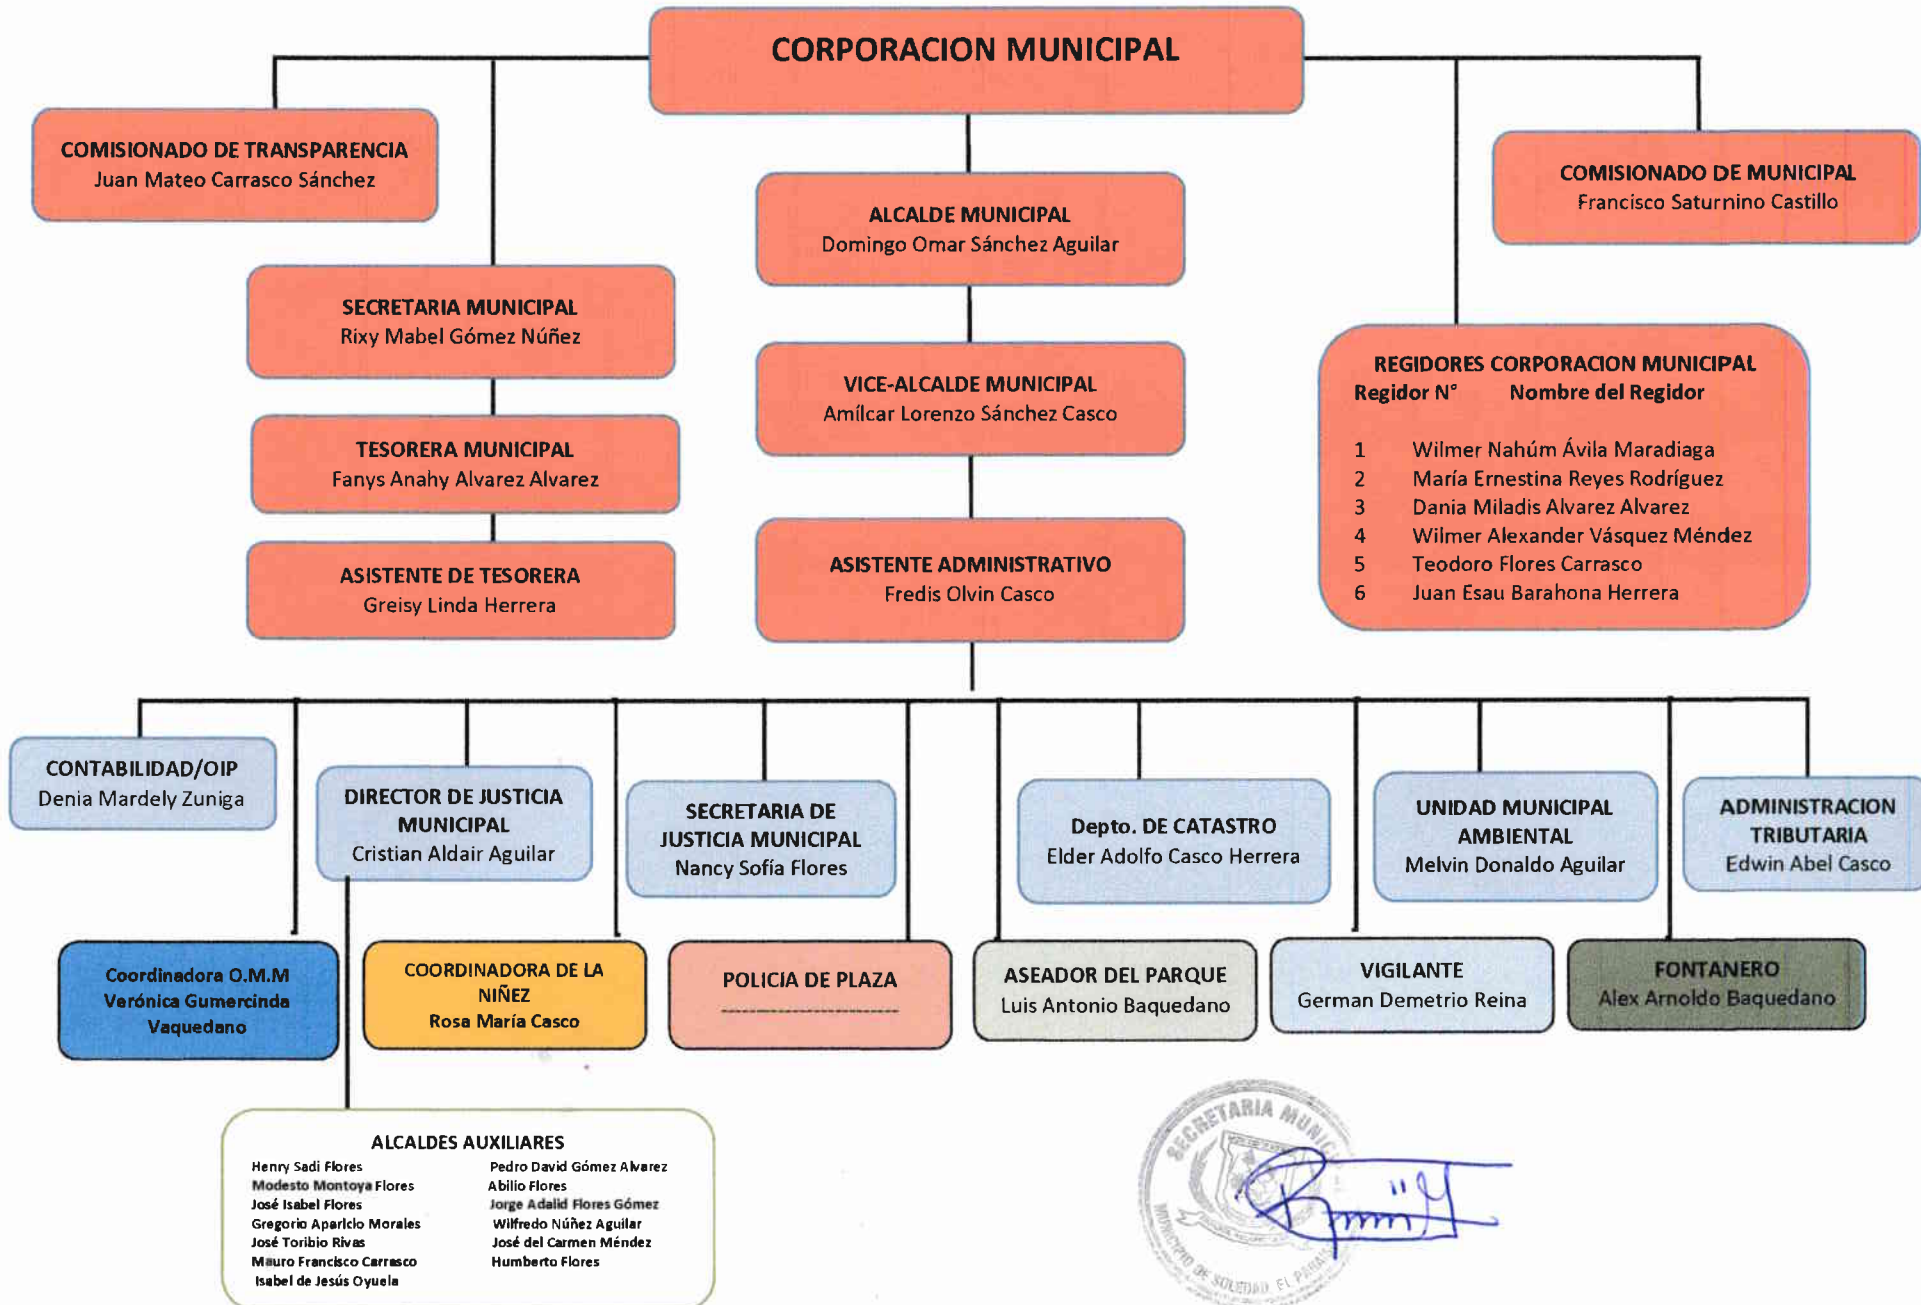 CORPORACION MUNICIPAL
COMISIONADO DE TRANSPARENCIA
Juan Mateo Carrasco Sánchez
COMISIONADO DE MUNICIPAL
Francisco Saturnino Castillo
ALCALDE MUNICIPAL
Domingo Omar Sánchez Aguilar
SECRETARIA MUNICIPAL
Rixy Mabel Gómez Núñez
VICE-ALCALDE MUNICIPAL
Amílcar Lorenzo Sánchez Casco
REGIDORES CORPORACION MUNICIPAL
Regidor N° Nombre del Regidor
1 Wilmer Nahúm Ávila Maradiaga
2 María Ernestina Reyes Rodríguez
3 Dania Miladis Alvarez Alvarez
4 Wilmer Alexander Vásquez Méndez
5 Teodoro Flores Carrasco
6 Juan Esau Barahona Herrera
TESORERA MUNICIPAL
Fanys Anahy Alvarez Alvarez
ASISTENTE DE TESORERA
Greisy Linda Herrera
ASISTENTE ADMINISTRATIVO
Fredis Olvin Casco
CONTABILIDAD/OIP
Denia Mardely Zuniga
DIRECTOR DE JUSTICIA
MUNICIPAL
Cristian Aldair Aguilar
SECRETARIA DE
JUSTICIA MUNICIPAL
Nancy Sofía Flores
Depto. DE CATASTRO
Elder Adolfo Casco Herrera
UNIDAD MUNICIPAL
AMBIENTAL
Melvin Donaldo Aguilar
ADMINISTRACION
TRIBUTARIA
Edwin Abel Casco
Coordinadora O.M.M
Verónica Gumercinda
Vaquedano
COORDINADORA DE LA
NIÑEZ
Rosa María Casco
POLICIA DE PLAZA
ASEADOR DEL PARQUE
Luis Antonio Baquedano
VIGILANTE
German Demetrio Reina
FONTANERO
Alex Arnoldo Baquedano
ALCALDES AUXILIARES
Henry Sadi Flores
Modesto Montoya Flores
José Isabel Flores
Gregorio Aparicio Morales
José Toribio Rivas
Mauro Francisco Carrasco
Isabel de Jesús Oyuela
Pedro David Gómez Alvarez
Abilio Flores
Jorge Adalid Flores Gómez
Wilfredo Núñez Aguilar
José del Carmen Méndez
Humberto Flores
SECRETARIA
MUNICIPIO DE SOLEDAD, EL